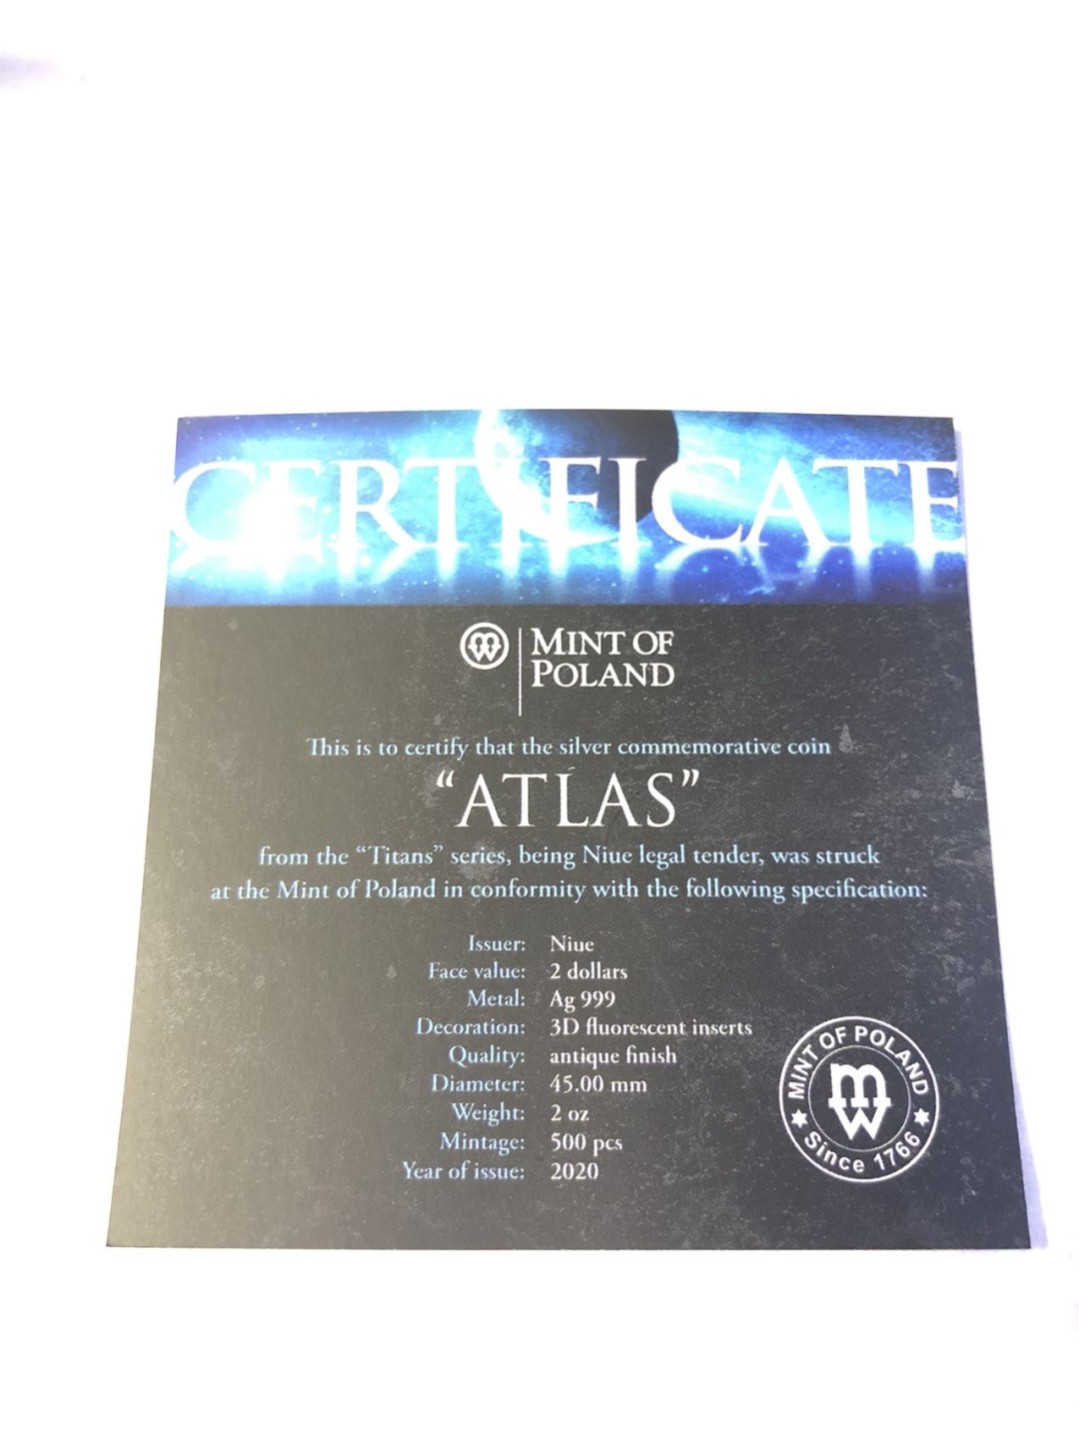 CERTIFICATE
MINT OF
POLAND
This is to certify that the silver commemorative coin
“ATLAS”
from the “Titans” series, being Niue legal tender, was struck
at the Mint of Poland in conformity with the following specification:
Issuer: Niue
Face value: 2 dollars
Metal: Ag 999
Decoration: 3D fluorescent inserts
Quality: antique finish
Diameter: 45.00 mm
Weight: 2 oz
Mintage: 500 pcs
Year of issue: 2020
MINT OF POLAND
mw
Since 1766